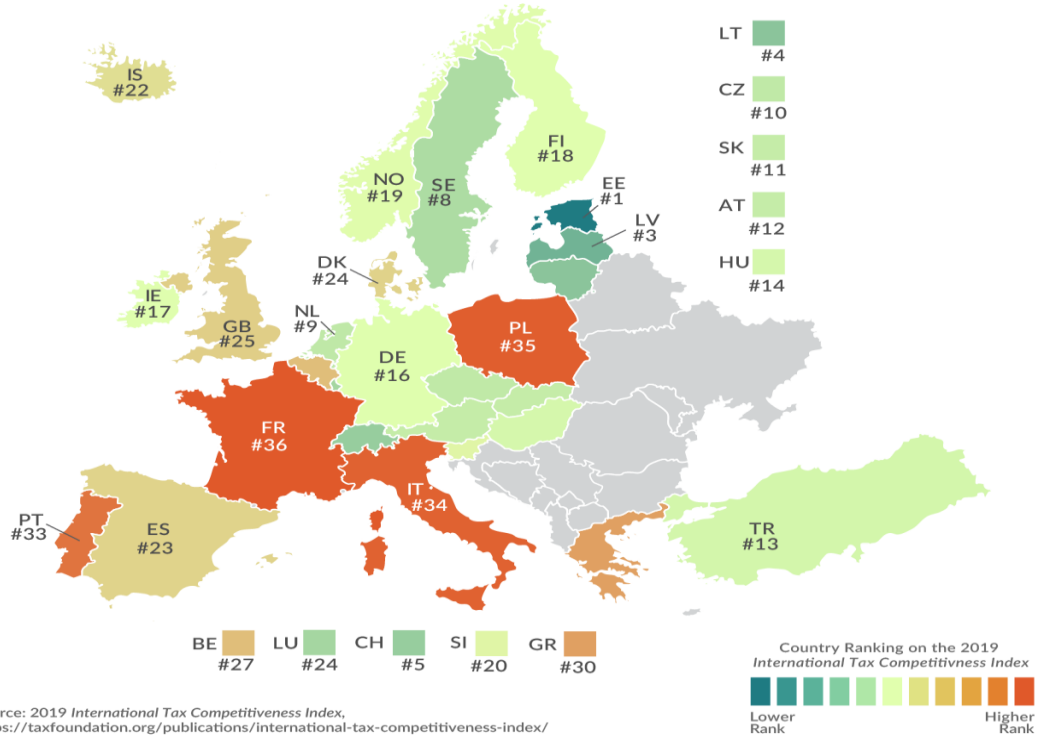 IS
#22
LT
#4
CZ
#10
SK
#11
AT
#12
HU
#14
FI
#18
NO
#19
SE
#8
EE
#1
LV
#3
DK
#24
IE
#17
NL
#9
GB
#25
PL
#35
DE
#16
FR
#36
IT
#34
PT
#33
ES
#23
TR
#13
BE
#27
LU
#24
CH
#5
SI
#20
GR
#30
Country Ranking on the 2019
International Tax Competitivness Index
Lower
Rank
Higher
Rank
rce: 2019 International Tax Competitiveness Index,
ps://taxfoundation.org/publications/international-tax-competitiveness-index/